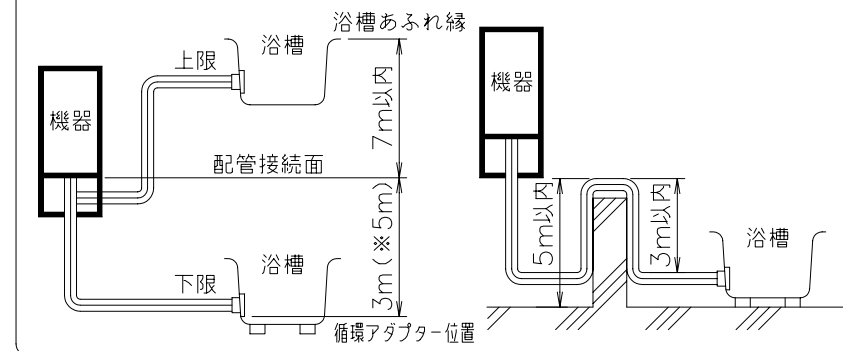 浴槽あふれ縁
浴槽
上限
7m以内
機器
配管接続面
3m(※5m)
浴槽
下限
循環アダプター位置
機器
5m以内
3m以内
浴槽